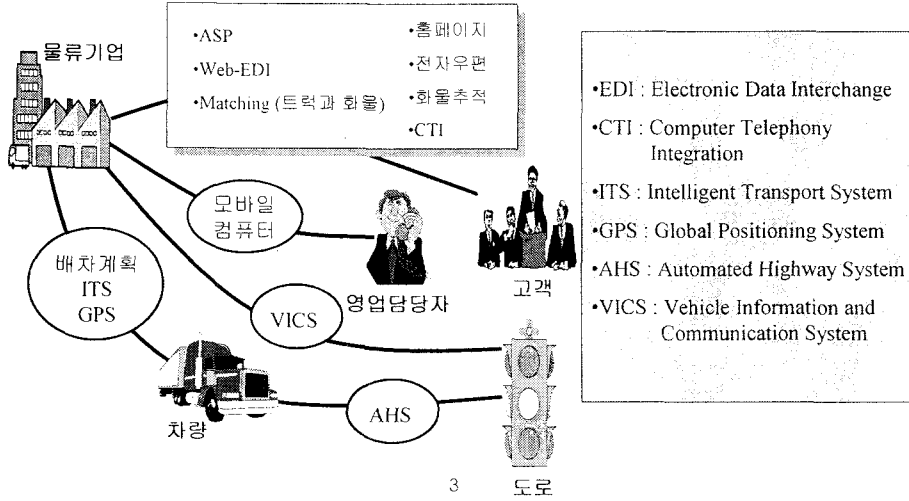 물류기업
•ASP
•Web-EDI
•Matching (트럭과 화물)
•홈페이지
•전자우편
•화물추적
•CTI
•EDI : Electronic Data Interchange
•CTI : Computer Telephony
Integration
•ITS : Intelligent Transport System
•GPS : Global Positioning System
•AHS : Automated Highway System
•VICS : Vehicle Information and
Communication System
모바일
컴퓨터
배차계획
ITS
GPS
영업담당자
고객
VICS
차량
AHS
도로
3